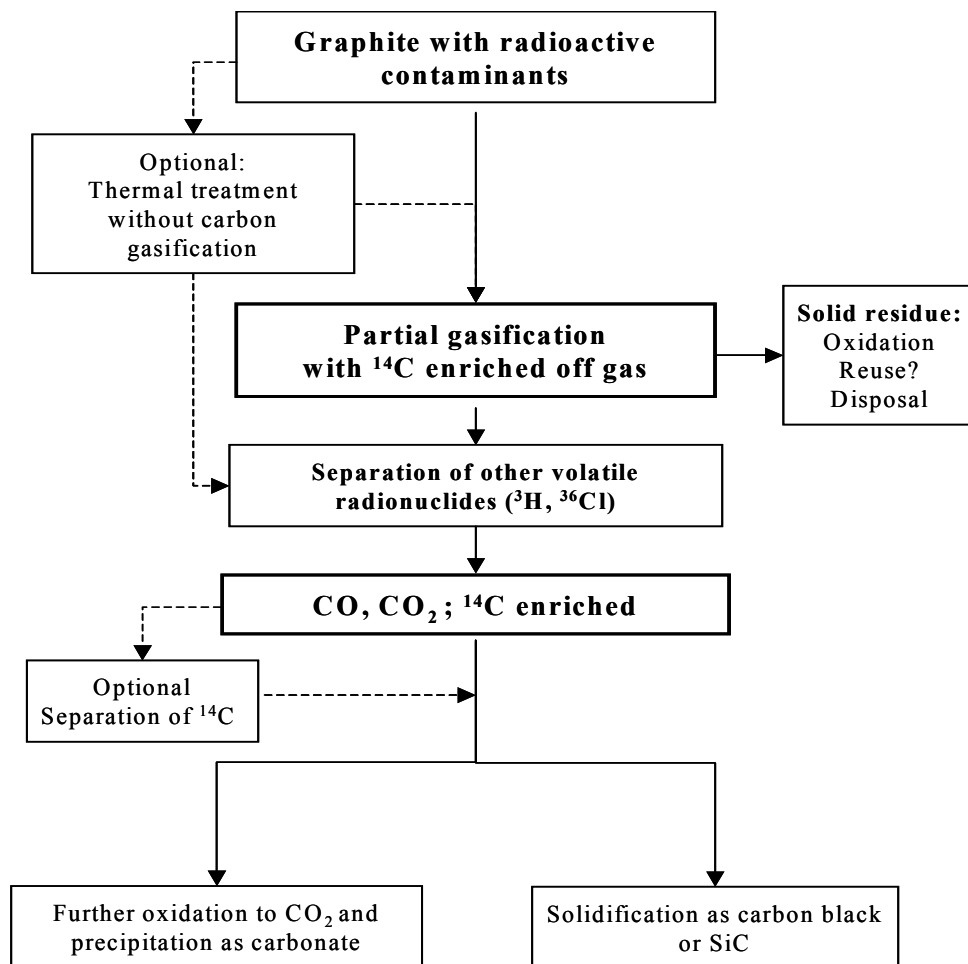 Graphite with radioactive
contaminants
Optional:
Thermal treatment
without carbon
gasification
Partial gasification
with ¹⁴C enriched off gas
Solid residue:
Oxidation
Reuse?
Disposal
Separation of other volatile
radionuclides (³H, ³⁶Cl)
CO, CO₂ ; ¹⁴C enriched
Optional
Separation of ¹⁴C
Further oxidation to CO₂ and
precipitation as carbonate
Solidification as carbon black
or SiC